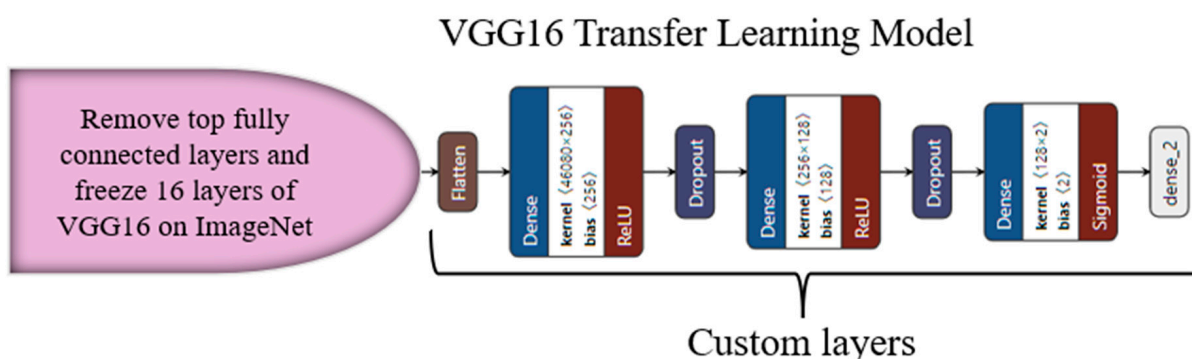 VGG16 Transfer Learning Model
Remove top fully
connected layers and
freeze 16 layers of
VGG16 on ImageNet
Flatten
Dense
kernel ⟨46080×256⟩
bias ⟨256⟩
ReLU
Dropout
Dense
kernel ⟨256×128⟩
bias ⟨128⟩
ReLU
Dropout
Dense
kernel ⟨128×2⟩
bias ⟨2⟩
Sigmoid
dense_2
Custom layers